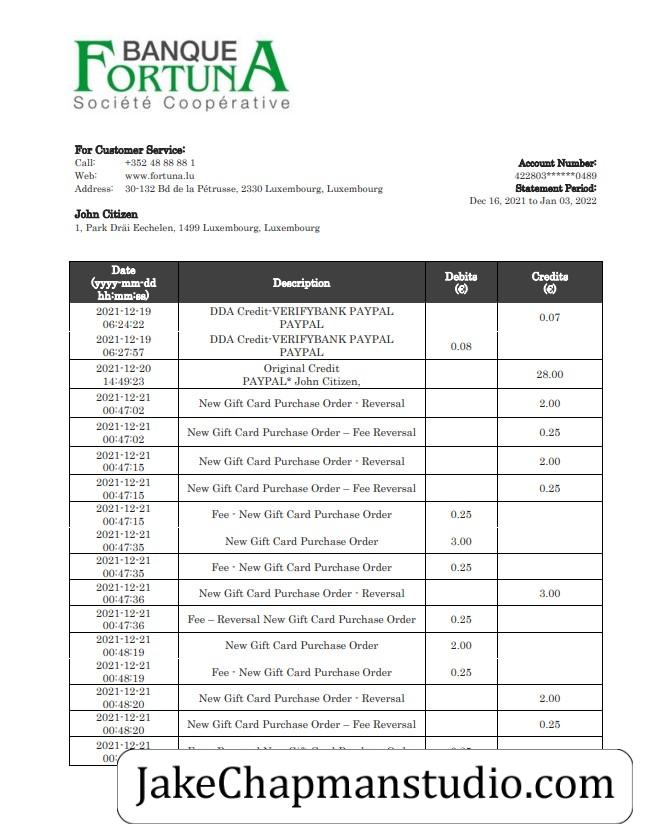 BANQUE
FORTUNA
Société Coopérative
For Customer Service:
Call: +352 48 88 88 1
Web: www.fortuna.lu
Address: 30-132 Bd de la Pétrusse, 2330 Luxembourg, Luxembourg
Account Number:
422803******0489
Statement Period:
Dec 16, 2021 to Jan 03, 2022
John Citizen
1, Park Dräi Eechelen, 1499 Luxembourg, Luxembourg
Date
(yyyy-mm-dd
hh:mm:ss)
Description
Debits
(€)
Credits
(€)
2021-12-19
06:24:22
DDA Credit-VERIFYBANK PAYPAL
PAYPAL
0.07
2021-12-19
06:27:57
DDA Credit-VERIFYBANK PAYPAL
PAYPAL
0.08
2021-12-20
14:49:23
Original Credit
PAYPAL* John Citizen,
28.00
2021-12-21
00:47:02
New Gift Card Purchase Order - Reversal
2.00
2021-12-21
00:47:02
New Gift Card Purchase Order – Fee Reversal
0.25
2021-12-21
00:47:15
New Gift Card Purchase Order - Reversal
2.00
2021-12-21
00:47:15
New Gift Card Purchase Order – Fee Reversal
0.25
2021-12-21
00:47:15
Fee - New Gift Card Purchase Order
0.25
2021-12-21
00:47:35
New Gift Card Purchase Order
3.00
2021-12-21
00:47:35
Fee - New Gift Card Purchase Order
0.25
2021-12-21
00:47:36
New Gift Card Purchase Order - Reversal
3.00
2021-12-21
00:47:36
Fee – Reversal New Gift Card Purchase Order
0.25
2021-12-21
00:48:19
New Gift Card Purchase Order
2.00
2021-12-21
00:48:19
Fee - New Gift Card Purchase Order
0.25
2021-12-21
00:48:20
New Gift Card Purchase Order - Reversal
2.00
2021-12-21
00:48:20
New Gift Card Purchase Order – Fee Reversal
0.25
2021-12-21
JakeChapmanstudio.com